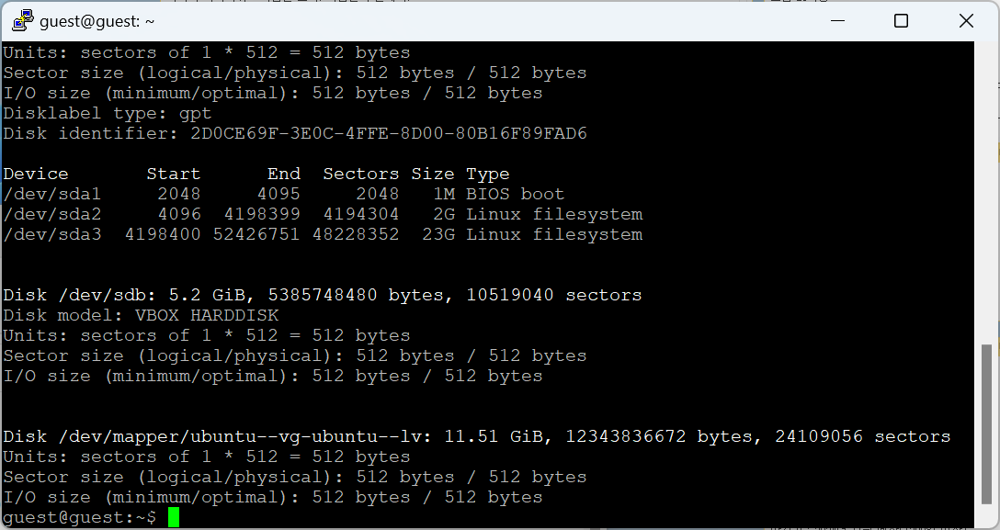 guest@guest: ~
Units: sectors of 1 * 512 = 512 bytes
Sector size (logical/physical): 512 bytes / 512 bytes
I/O size (minimum/optimal): 512 bytes / 512 bytes
Disklabel type: gpt
Disk identifier: 2D0CE69F-3E0C-4FFE-8D00-80B16F89FAD6
Device       Start      End  Sectors Size Type
/dev/sda1     2048     4095     2048   1M BIOS boot
/dev/sda2     4096  4198399  4194304   2G Linux filesystem
/dev/sda3  4198400 52426751 48228352  23G Linux filesystem
Disk /dev/sdb: 5.2 GiB, 5385748480 bytes, 10519040 sectors
Disk model: VBOX HARDDISK
Units: sectors of 1 * 512 = 512 bytes
Sector size (logical/physical): 512 bytes / 512 bytes
I/O size (minimum/optimal): 512 bytes / 512 bytes
Disk /dev/mapper/ubuntu--vg-ubuntu--lv: 11.51 GiB, 12343836672 bytes, 24109056 sectors
Units: sectors of 1 * 512 = 512 bytes
Sector size (logical/physical): 512 bytes / 512 bytes
I/O size (minimum/optimal): 512 bytes / 512 bytes
guest@guest:~$